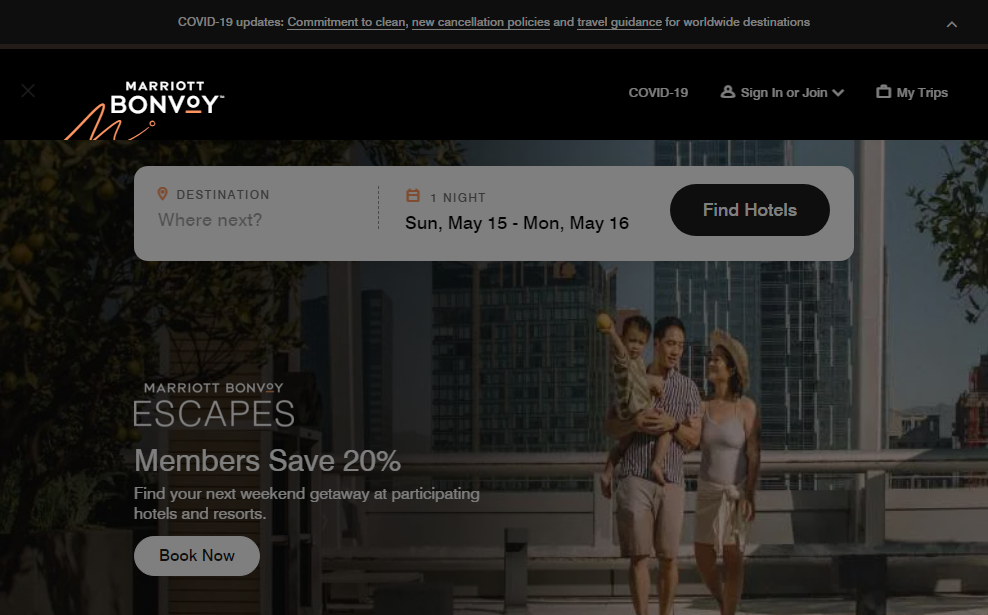 COVID-19 updates: Commitment to clean, new cancellation policies and travel guidance for worldwide destinations
MARRIOTT
BONVOY™
COVID-19
Sign In or Join
My Trips
DESTINATION
Where next?
1 NIGHT
Sun, May 15 - Mon, May 16
Find Hotels
MARRIOTT BONVOY
ESCAPES
Members Save 20%
Find your next weekend getaway at participating
hotels and resorts.
Book Now